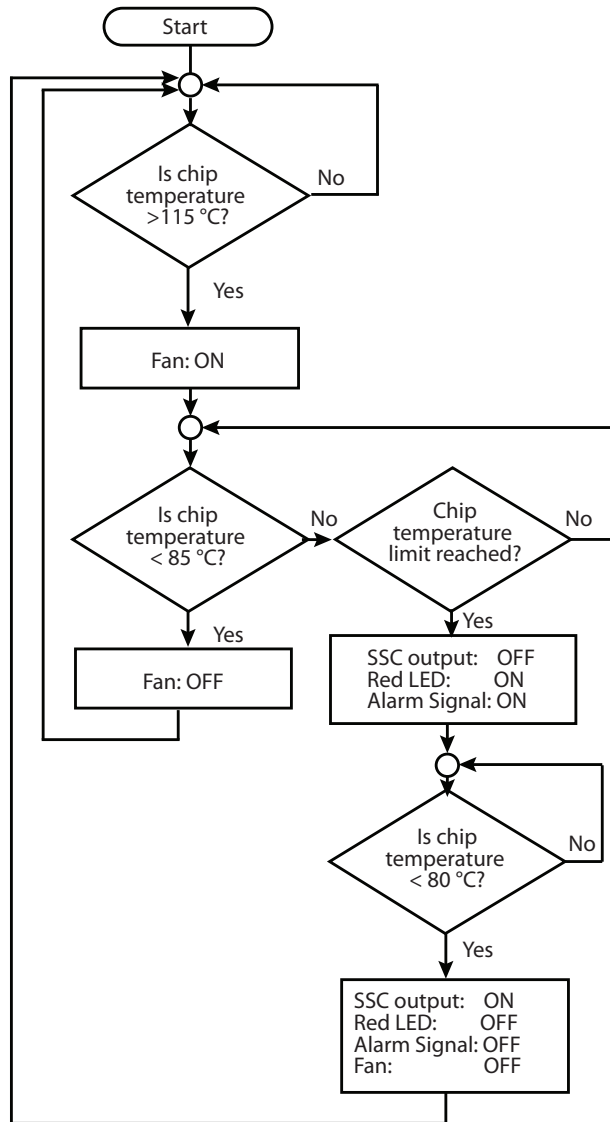 Start
Is chip
temperature
>115 °C?
No
Yes
Fan: ON
Is chip
temperature
< 85 °C?
No
Chip
temperature
limit reached?
No
Yes
Yes
Fan: OFF
SSC output: OFF
Red LED: ON
Alarm Signal: ON
Is chip
temperature
< 80 °C?
No
Yes
SSC output: ON
Red LED: OFF
Alarm Signal: OFF
Fan: OFF